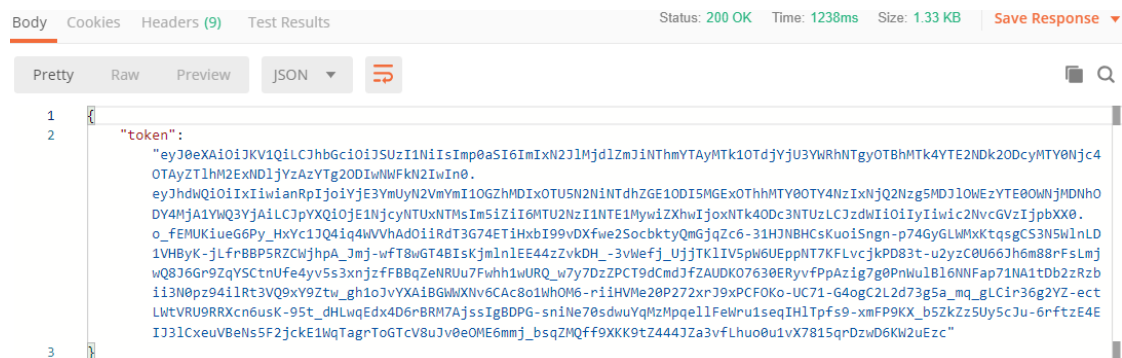 Body Cookies Headers (9) Test Results Status: 200 OK Time: 1238ms Size: 1.33 KB Save Response
Pretty Raw Preview JSON
1 {
2 "token":
"eyJ0eXAiOiJKV1QiLCJhbGciOiJSUzI1NiIsImp0aSI6ImIxN2JlMjdlZmJiNThmYTAyMTk1OTdjYjU3YWRhNTgyOTBhMTk4YTE2NDk2ODcyMTY0Njc4
OTAyZTlhM2ExNDljYzAzYTg2ODIwNWFkN2IwIn0.
eyJhdWQiOiIxIiwianRpIjoiYjE3YmUyN2VmYmI1OGZhMDIxOTU5N2NiNTdhZGE1ODI5MGExOThhMTY0OTY4NzIxNjQ2Nzg5MDJlOWEzYTE0OWNjMDNhO
DY4MjA1YWQ3YjAiLCJpYXQiOjE1NjcyNTUxNTMsIm5iZiI6MTU2NzI1NTE1MywiZXhwIjoxNTk4ODc3NTUzLCJzdWIiOiIyIiwic2NvcGVzIjpbXX0.
o_fEMUKiueG6Py_HxYc1JQ4iq4WVVhAdOiiRdT3G74ETiHxbI99vDXfwe2SocbktyQmGjqZc6-31HJNBHCsKuoiSngn-p74GyGLWMxKtqsgCS3N5WlnLD
1VHByK-jLfrBBP5RZCWjhpA_Jmj-wfT8wGT4BIsKjmlnlEE44zZvkDH_-3vWefj_UjjTKlIV5pW6UEppNT7KFLvcjkPD83t-u2yzC0U66Jh6m88rFsLmj
wQ8J6Gr9ZqYSCtnUfe4yv5s3xnjzfFBBqZeNRUu7Fwhh1wURQ_w7y7DzZPCT9dCmdJfZAUDKO7630ERyvfPpAzig7g0PnWulBl6NNFap71NA1tDb2zRzb
ii3N0pz94ilRt3VQ9xY9Ztw_gh1oJvYXAiBGWWXNv6CAc8o1WhOM6-riiHVMe20P272xrJ9xPCFOKo-UC71-G4ogC2L2d73g5a_mq_gLCir36g2YZ-ect
LWtVRU9RRXcn6usK-95t_dHLwqEdx4D6rBRM7AjssIgBDPG-sniNe70sdwuYqMzMpqellFeWru1seqIHlTpfs9-xmFP9KX_b5ZkZz5Uy5cJu-6rftzE4E
IJ3lCxeuVBeNs5F2jckE1WqTagrToGTcV8uJv0eOME6mmj_bsqZMQff9XKK9tZ444JZa3vfLhuo0u1vX7815qrDzwD6KW2uEzc"
3 }